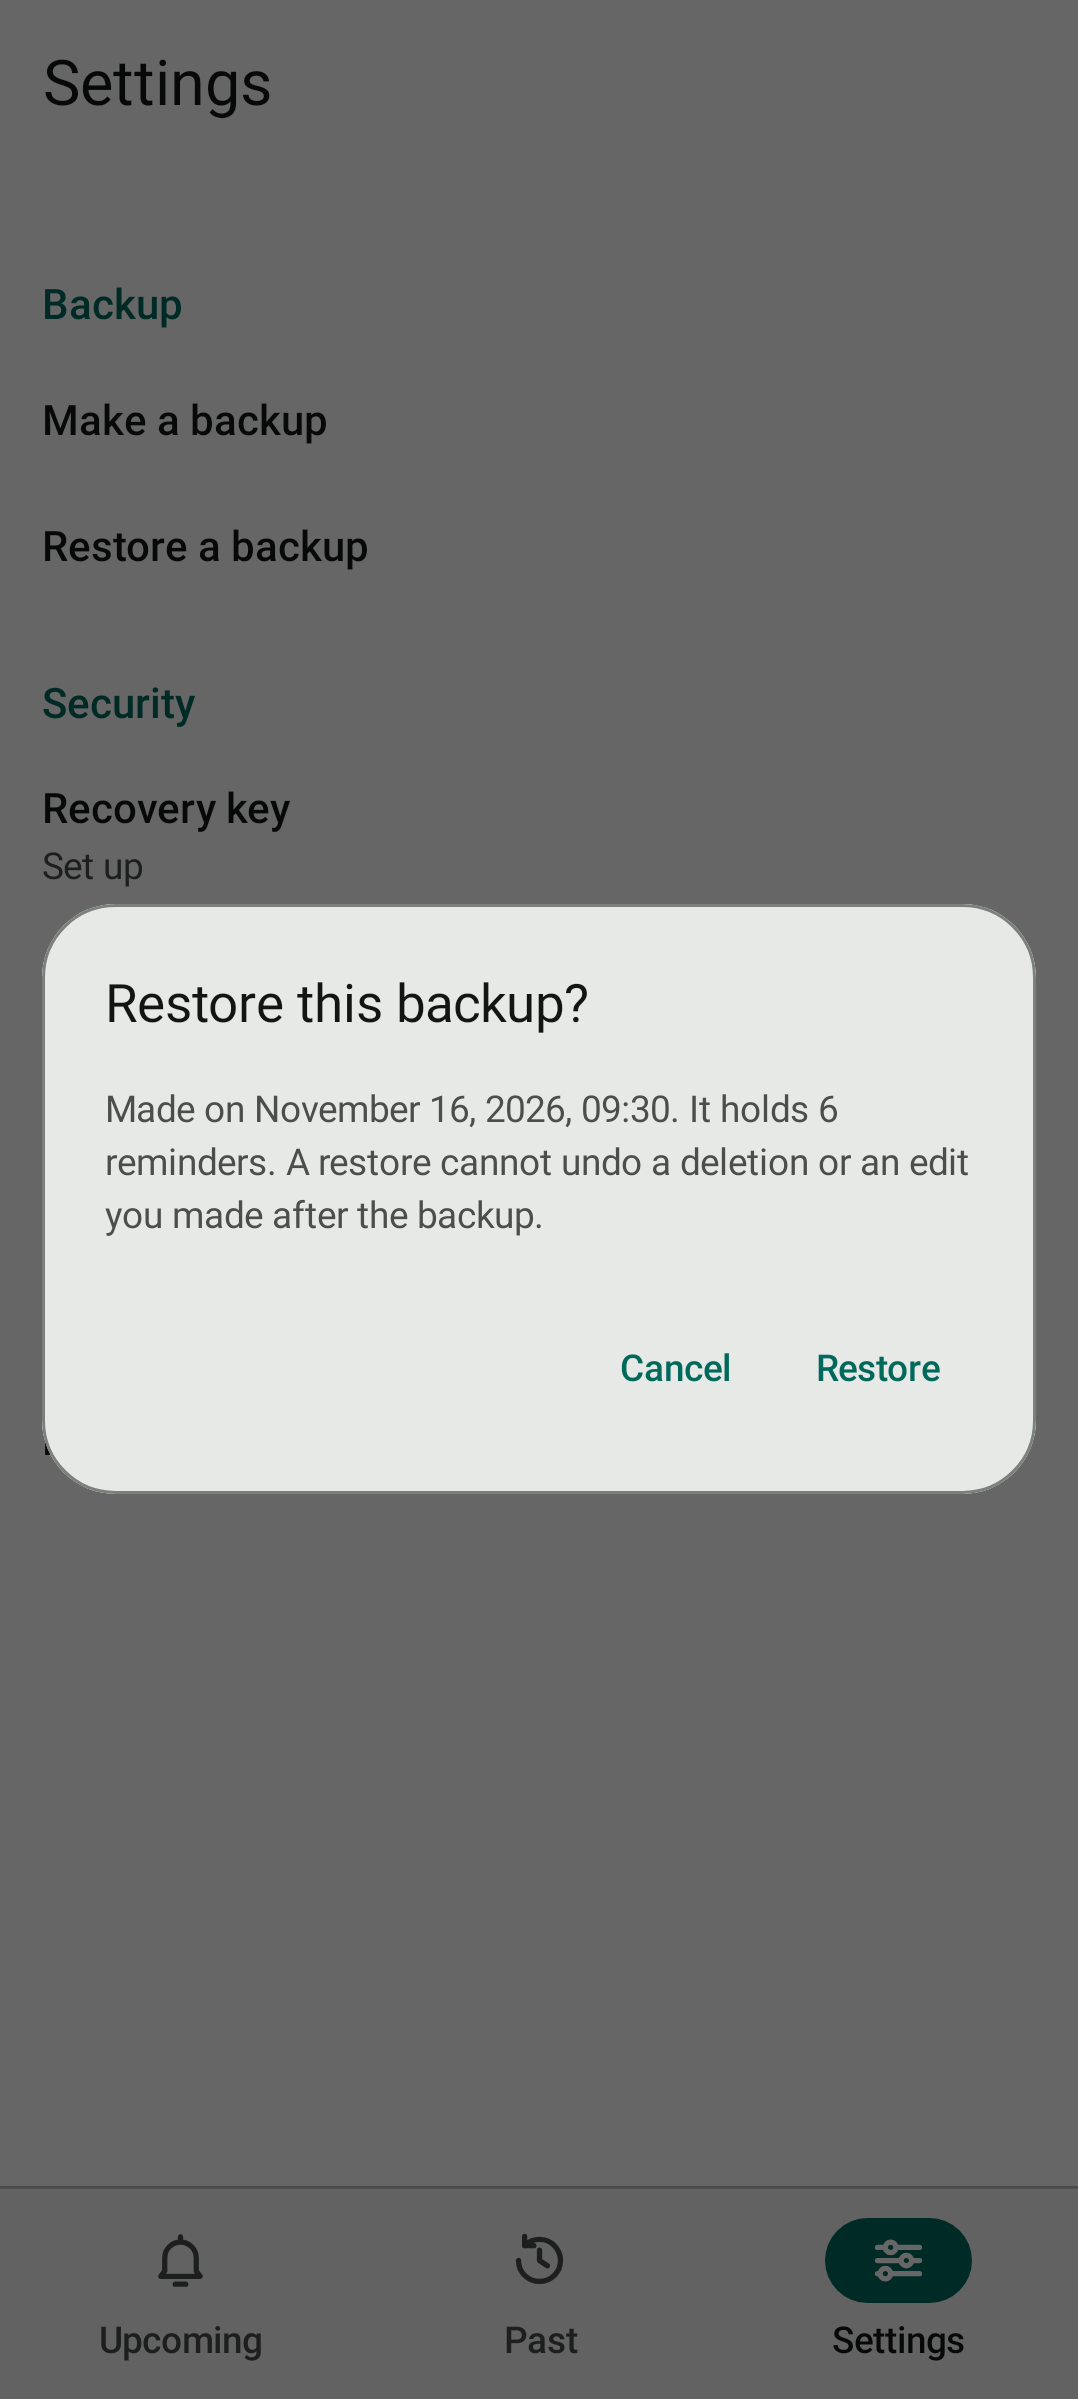 Settings
Backup
Make a backup
Restore a backup
Security
Recovery key
Set up
Restore this backup?
Made on November 16, 2026, 09:30. It holds 6
reminders. A restore cannot undo a deletion or an edit
you made after the backup.
Cancel
Restore
Upcoming
Past
Settings